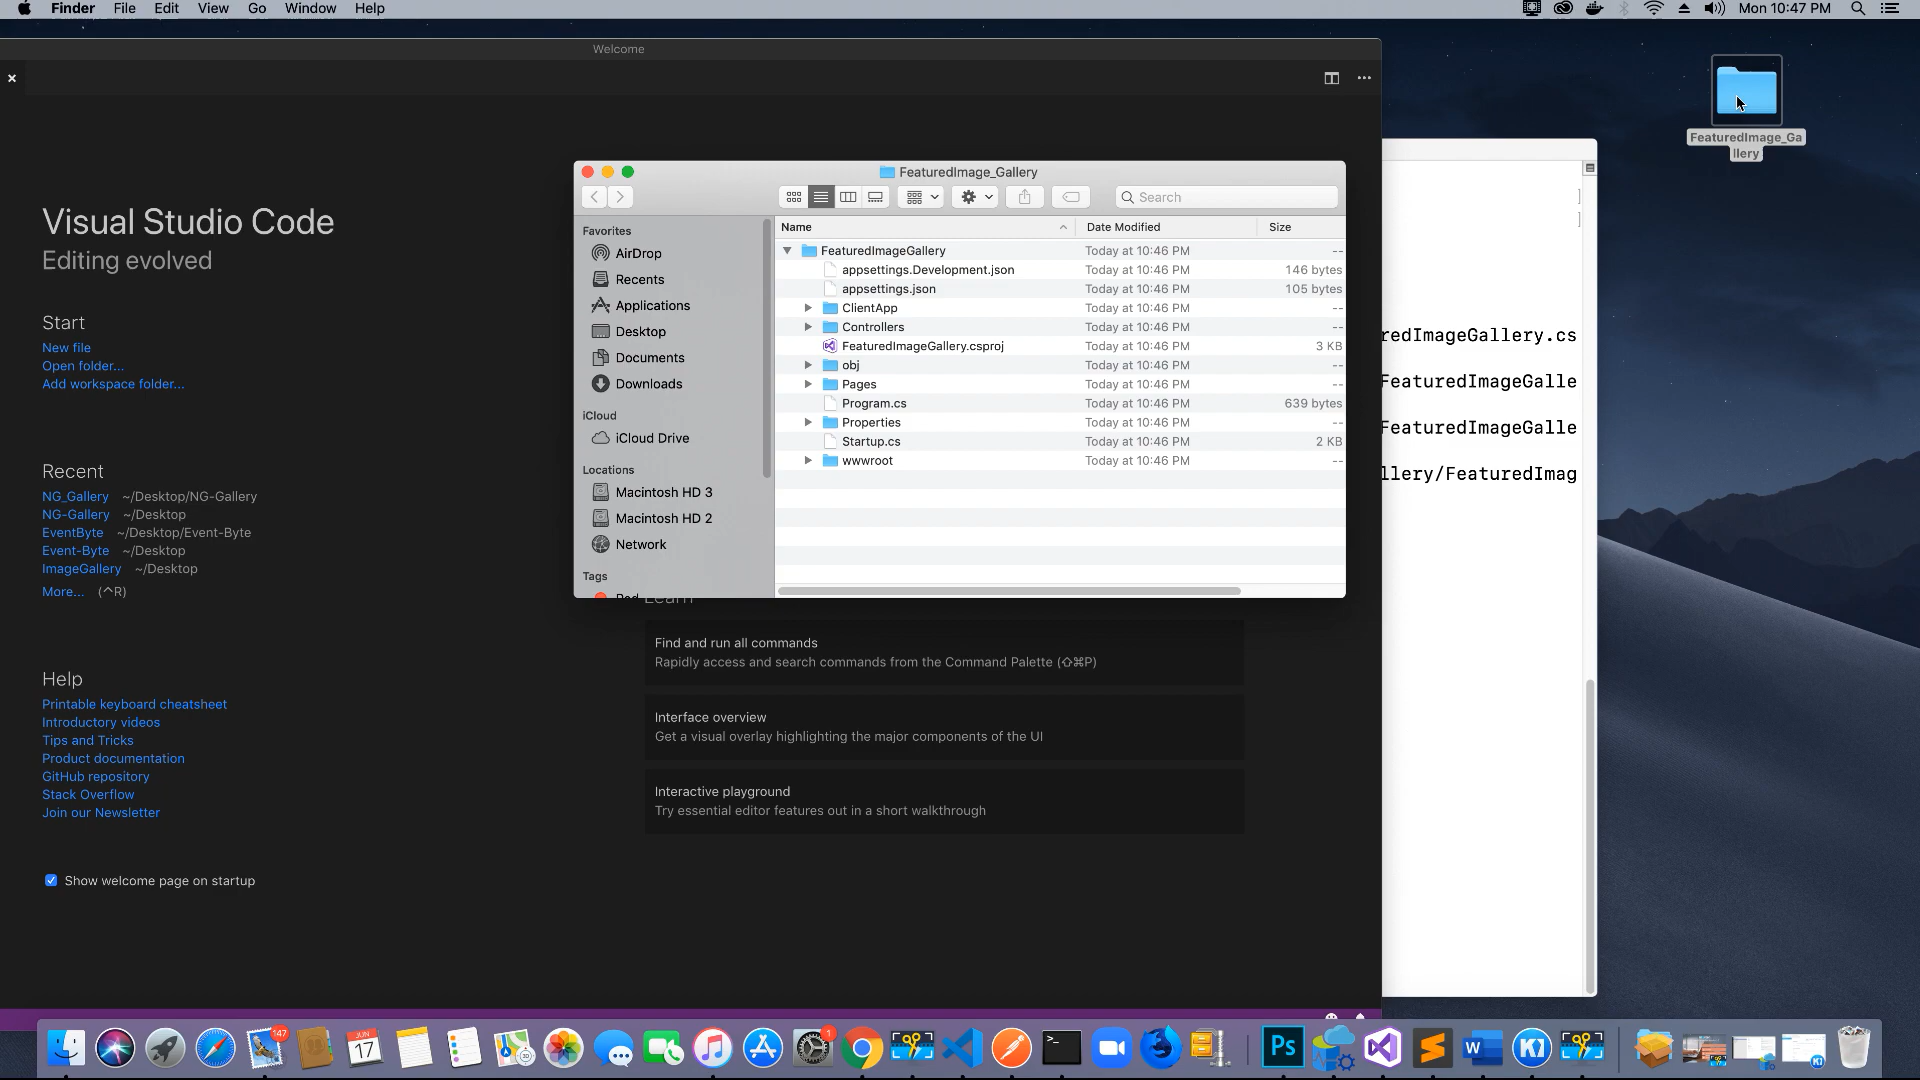 Finder File Edit View Go Window Help
Mon 10:47 PM
Welcome
FeaturedImage_Ga
llery
Visual Studio Code
Editing evolved
Start
New file
Open folder...
Add workspace folder...
Recent
NG_Gallery ~/Desktop/NG-Gallery
NG-Gallery ~/Desktop
EventByte ~/Desktop/Event-Byte
Event-Byte ~/Desktop
ImageGallery ~/Desktop
More... (^R)
Help
Printable keyboard cheatsheet
Introductory videos
Tips and Tricks
Product documentation
GitHub repository
Stack Overflow
Join our Newsletter
Show welcome page on startup
FeaturedImage_Gallery
Search
Favorites
AirDrop
Recents
Applications
Desktop
Documents
Downloads
iCloud
iCloud Drive
Locations
Macintosh HD 3
Macintosh HD 2
Network
Tags
Red
Name Date Modified Size
FeaturedImageGallery Today at 10:46 PM --
appsettings.Development.json Today at 10:46 PM 146 bytes
appsettings.json Today at 10:46 PM 105 bytes
ClientApp Today at 10:46 PM --
Controllers Today at 10:46 PM --
FeaturedImageGallery.csproj Today at 10:46 PM 3 KB
obj Today at 10:46 PM --
Pages Today at 10:46 PM --
Program.cs Today at 10:46 PM 639 bytes
Properties Today at 10:46 PM --
Startup.cs Today at 10:46 PM 2 KB
wwwroot Today at 10:46 PM --
Learn
Find and run all commands
Rapidly access and search commands from the Command Palette (⇧⌘P)
Interface overview
Get a visual overlay highlighting the major components of the UI
Interactive playground
Try essential editor features out in a short walkthrough
]
]
redImageGallery.cs
FeaturedImageGalle
FeaturedImageGalle
llery/FeaturedImag
147
JUN
17
3D
1
>_
Ps
W
KI